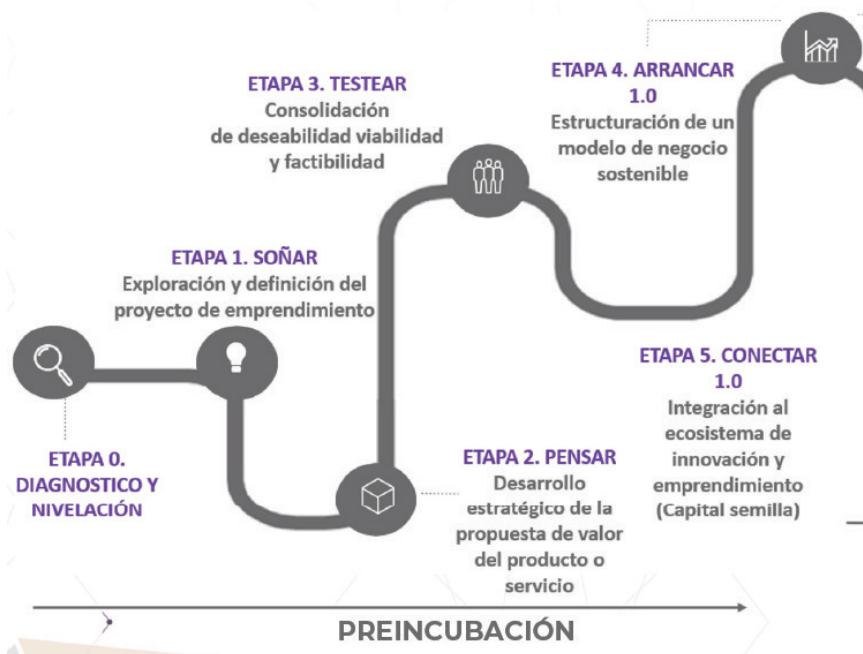 ETAPA 0.
DIAGNOSTICO Y
NIVELACIÓN
ETAPA 1. SOÑAR
Exploración y definición del
proyecto de emprendimiento
ETAPA 2. PENSAR
Desarrollo
estratégico de la
propuesta de valor
del producto o
servicio
ETAPA 3. TESTEAR
Consolidación
de deseabilidad viabilidad
y factibilidad
ETAPA 4. ARRANCAR
1.0
Estructuración de un
modelo de negocio
sostenible
ETAPA 5. CONECTAR
1.0
Integración al
ecosistema de
innovación y
emprendimiento
(Capital semilla)
PREINCUBACIÓN